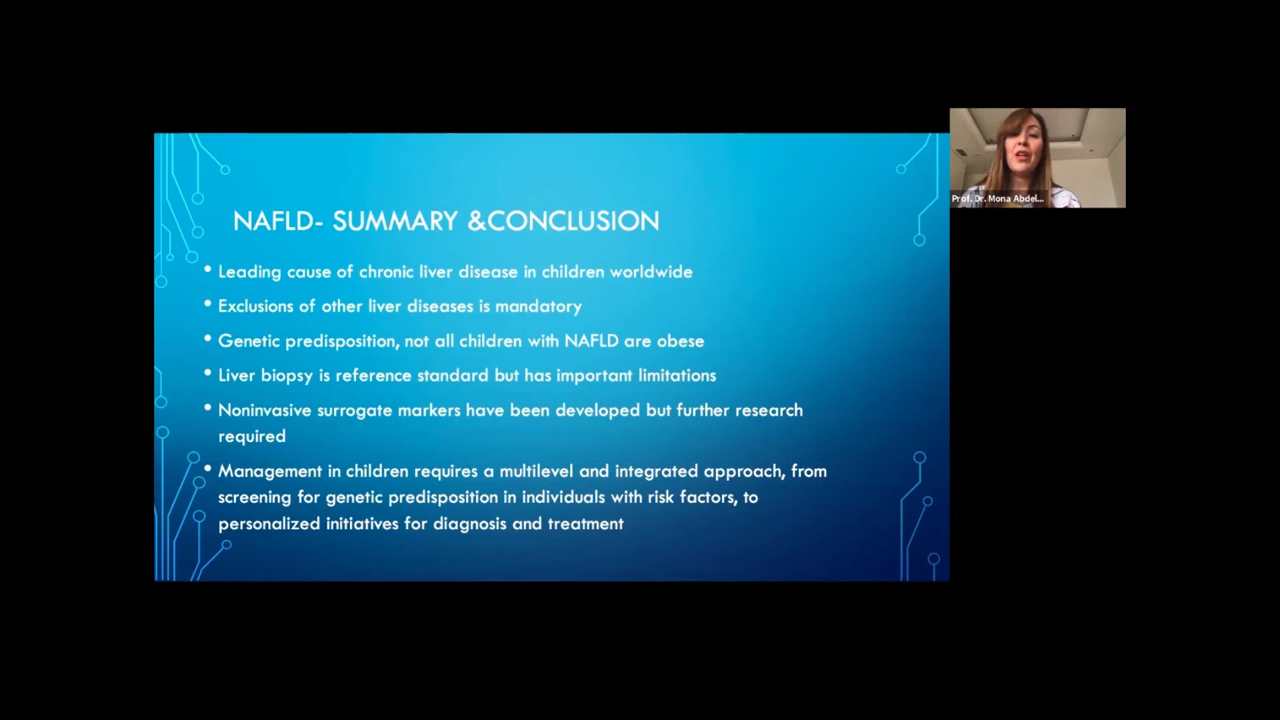 NAFLD- SUMMARY &CONCLUSION
• Leading cause of chronic liver disease in children worldwide
• Exclusions of other liver diseases is mandatory
• Genetic predisposition, not all children with NAFLD are obese
• Liver biopsy is reference standard but has important limitations
• Noninvasive surrogate markers have been developed but further research
required
• Management in children requires a multilevel and integrated approach, from
screening for genetic predisposition in individuals with risk factors, to
personalized initiatives for diagnosis and treatment
Prof. Dr. Mona Abdel...